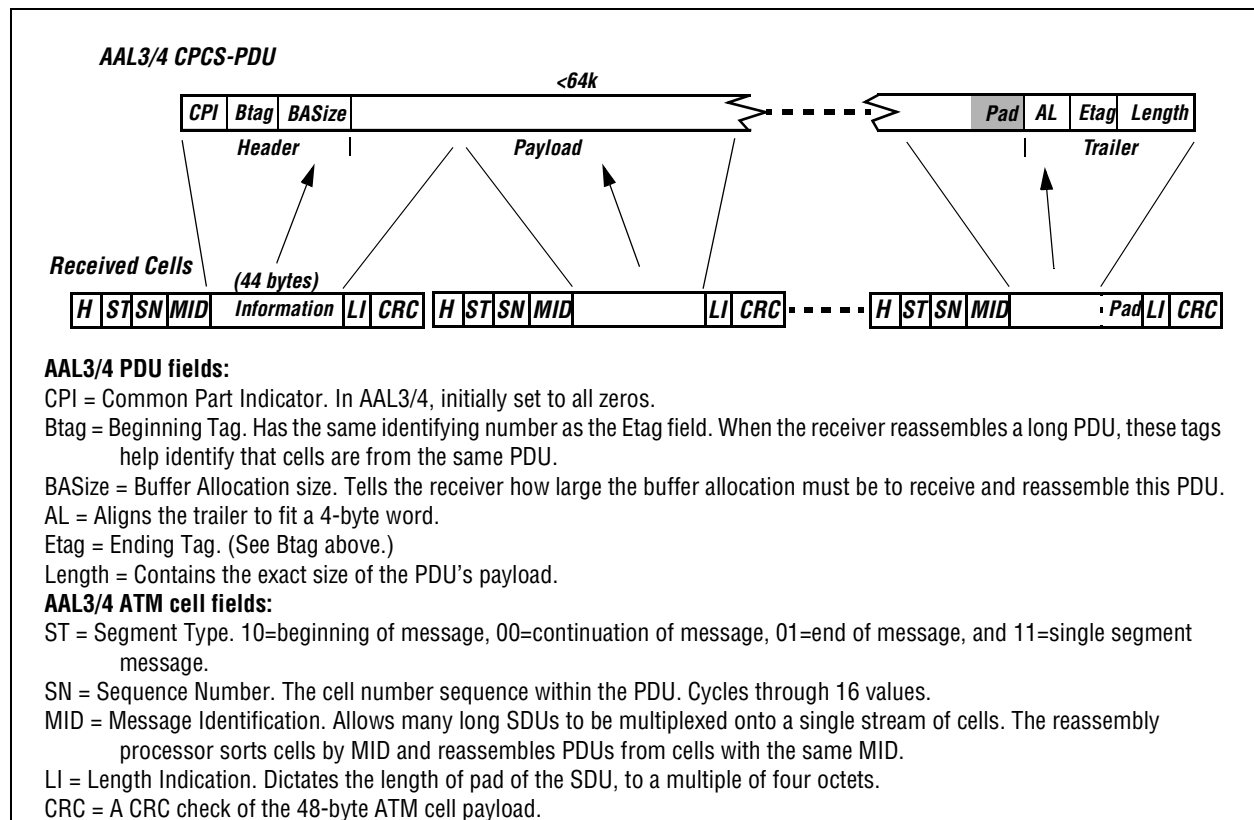 AAL3/4 CPCS-PDU
<64k
CPI Btag BASize Pad AL Etag Length
Header Payload Trailer
Received Cells
(44 bytes)
H ST SN MID Information LI CRC H ST SN MID LI CRC H ST SN MID Pad LI CRC
AAL3/4 PDU fields:
CPI = Common Part Indicator. In AAL3/4, initially set to all zeros.
Btag = Beginning Tag. Has the same identifying number as the Etag field. When the receiver reassembles a long PDU, these tags
help identify that cells are from the same PDU.
BASize = Buffer Allocation size. Tells the receiver how large the buffer allocation must be to receive and reassemble this PDU.
AL = Aligns the trailer to fit a 4-byte word.
Etag = Ending Tag. (See Btag above.)
Length = Contains the exact size of the PDU's payload.
AAL3/4 ATM cell fields:
ST = Segment Type. 10=beginning of message, 00=continuation of message, 01=end of message, and 11=single segment
message.
SN = Sequence Number. The cell number sequence within the PDU. Cycles through 16 values.
MID = Message Identification. Allows many long SDUs to be multiplexed onto a single stream of cells. The reassembly
processor sorts cells by MID and reassembles PDUs from cells with the same MID.
LI = Length Indication. Dictates the length of pad of the SDU, to a multiple of four octets.
CRC = A CRC check of the 48-byte ATM cell payload.